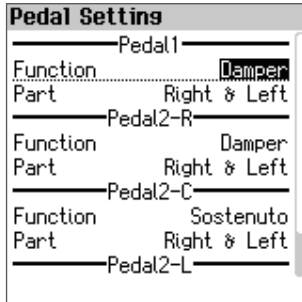 Pedal Setting
Pedal1
Function Damper
Part Right & Left
Pedal2-R
Function Damper
Part Right & Left
Pedal2-C
Function Sostenuto
Part Right & Left
Pedal2-L